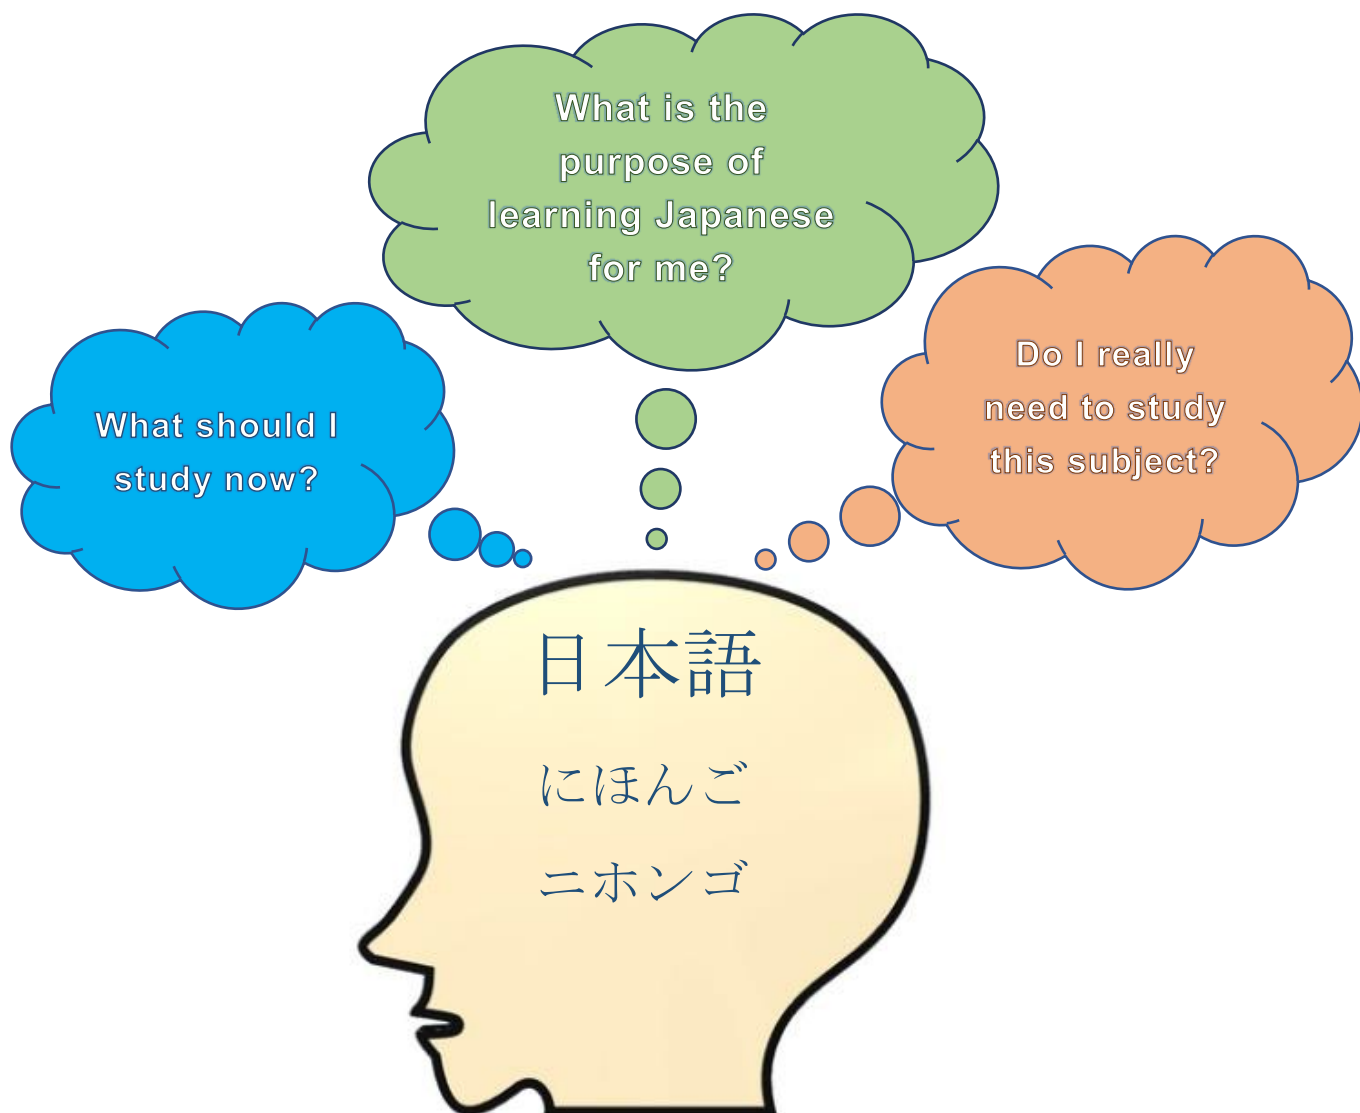 What is the
purpose of
learning Japanese
for me?
What should I
study now?
Do I really
need to study
this subject?
日本語
にほんご
ニホンゴ